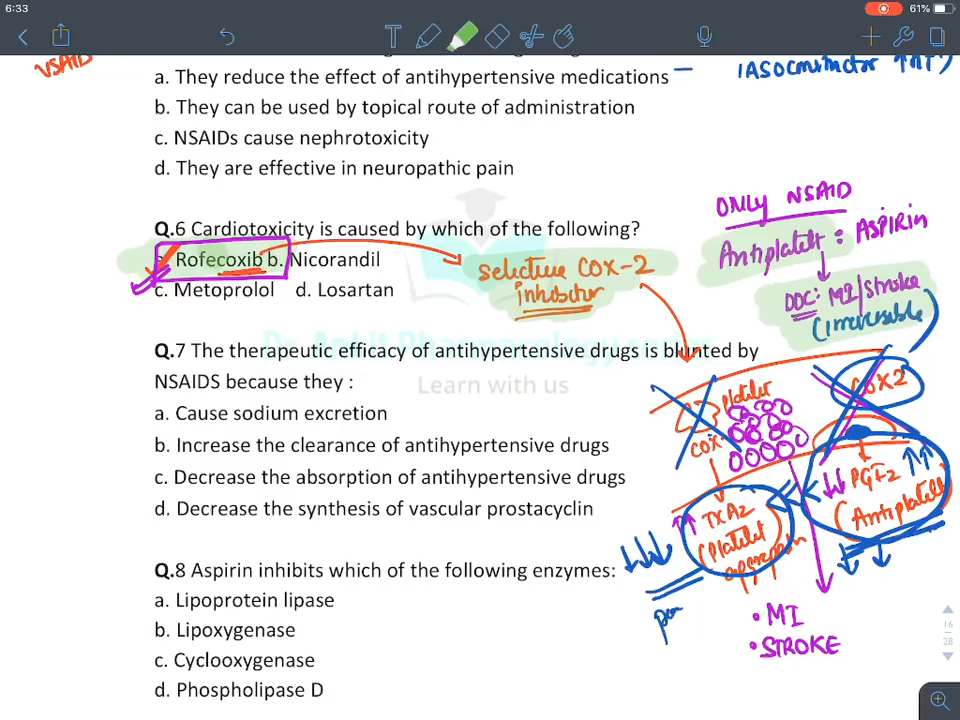 6:33
61%
NSAID
a. They reduce the effect of antihypertensive medications
b. They can be used by topical route of administration
c. NSAIDs cause nephrotoxicity
d. They are effective in neuropathic pain
Q.6 Cardiotoxicity is caused by which of the following?
a. Rofecoxib b. Nicorandil
c. Metoprolol d. Losartan
selective COX-2
inhibitor
ONLY NSAID
Antiplatelt : ASPIRIN
DOC: MI/Stroke
(irreversable)
Q.7 The therapeutic efficacy of antihypertensive drugs is blunted by
NSAIDS because they :
Learn with us
a. Cause sodium excretion
b. Increase the clearance of antihypertensive drugs
c. Decrease the absorption of antihypertensive drugs
d. Decrease the synthesis of vascular prostacyclin
Platelet
COX
COX2
TXA2
(Platelet
PGI2
(Antiplatelet
Q.8 Aspirin inhibits which of the following enzymes:
a. Lipoprotein lipase
b. Lipoxygenase
c. Cyclooxygenase
d. Phospholipase D
• MI
• STROKE
16
28